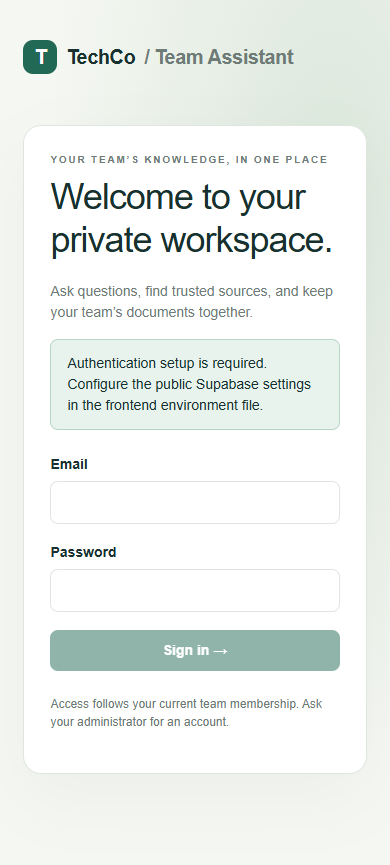 T TechCo / Team Assistant
YOUR TEAM'S KNOWLEDGE, IN ONE PLACE
Welcome to your
private workspace.
Ask questions, find trusted sources, and keep
your team's documents together.
Authentication setup is required.
Configure the public Supabase settings
in the frontend environment file.
Email
Password
Sign in →
Access follows your current team membership. Ask
your administrator for an account.